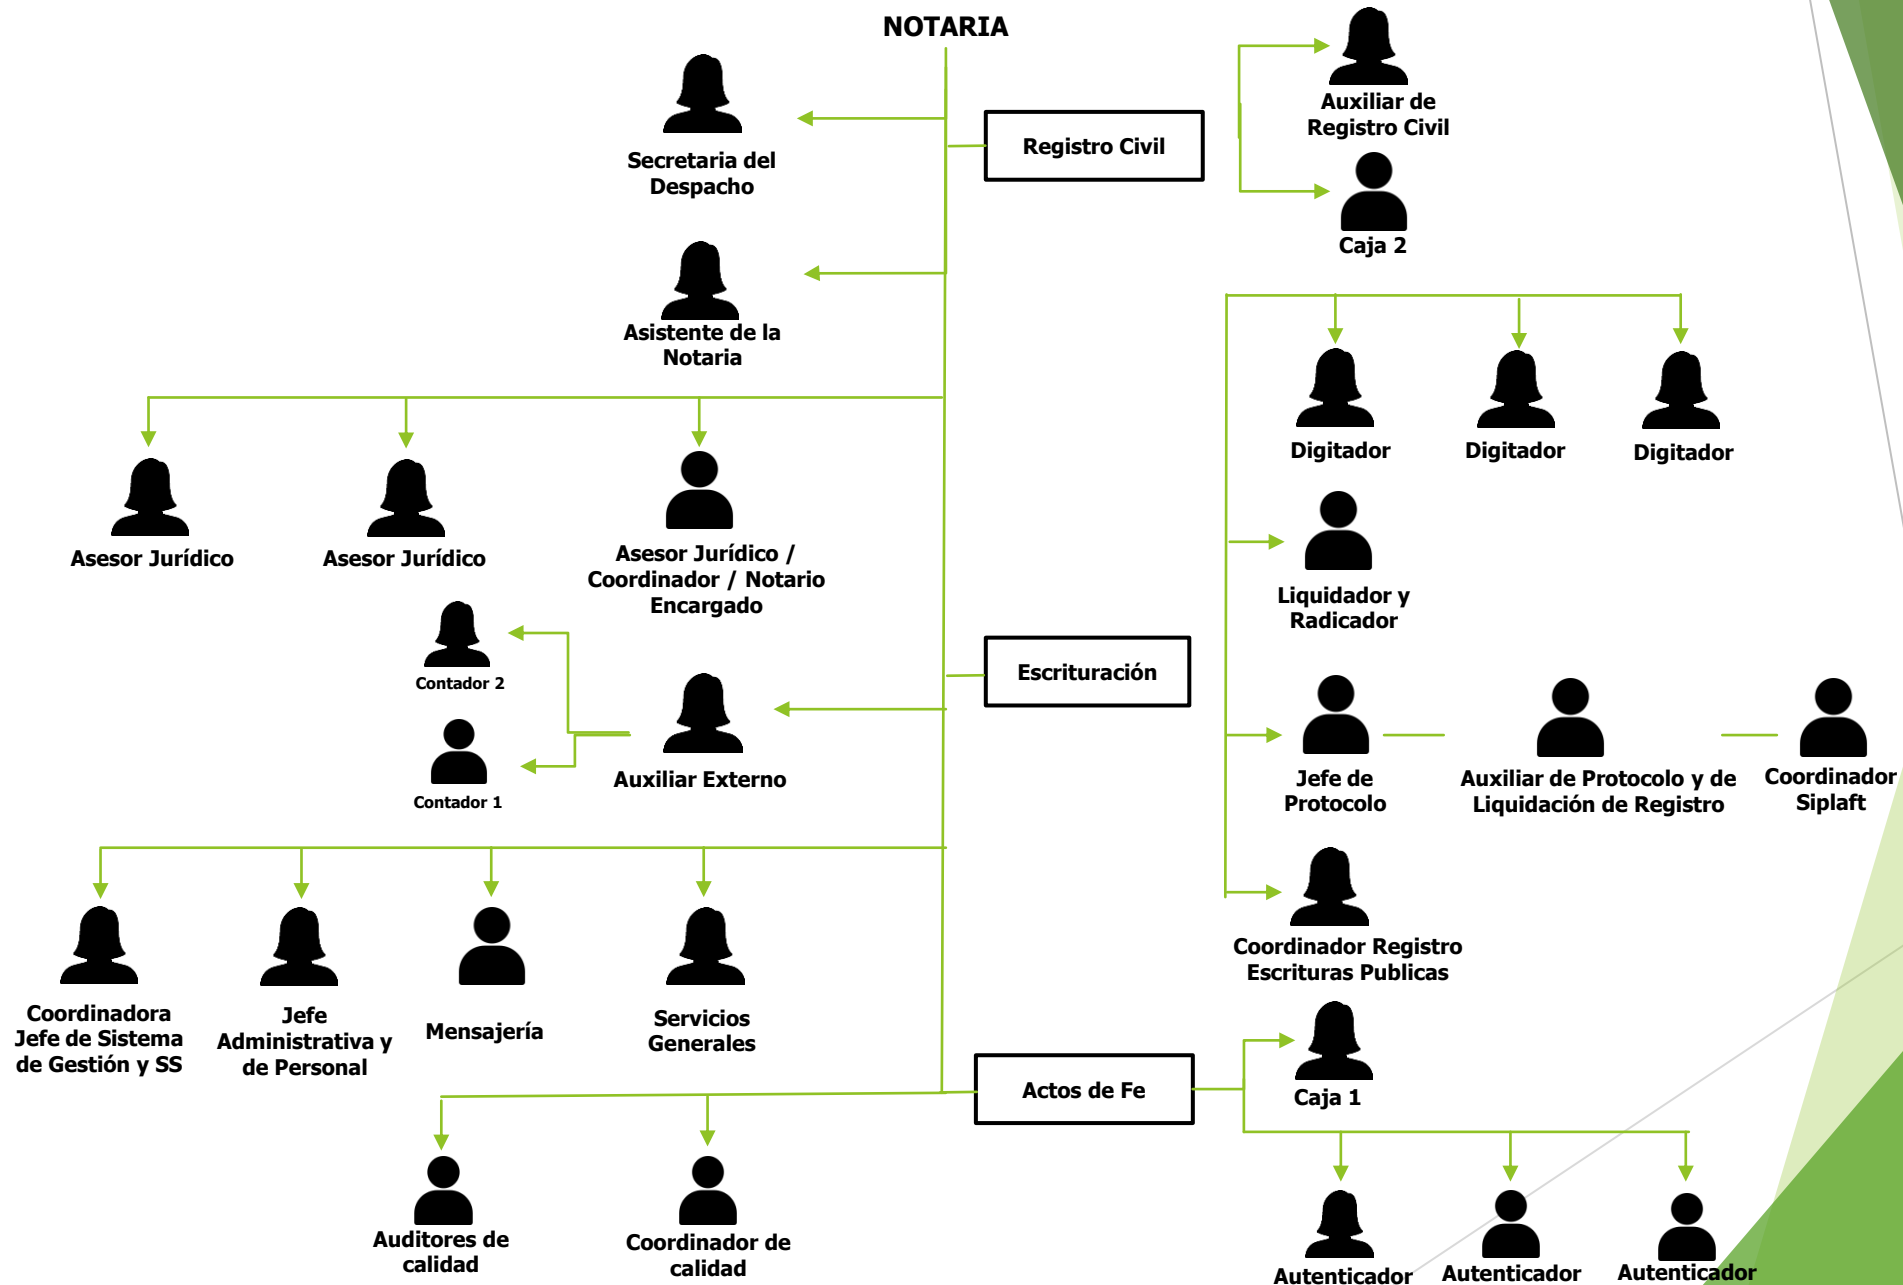 NOTARIA
Secretaria del
Despacho
Registro Civil
Auxiliar de
Registro Civil
Caja 2
Asistente de la
Notaria
Digitador
Digitador
Digitador
Asesor Jurídico
Asesor Jurídico
Asesor Jurídico /
Coordinador / Notario
Encargado
Liquidador y
Radicador
Contador 2
Escrituración
Contador 1
Auxiliar Externo
Jefe de
Protocolo
Auxiliar de Protocolo y de
Liquidación de Registro
Coordinador
Siplaft
Coordinador Registro
Escrituras Publicas
Coordinadora
Jefe de Sistema
de Gestión y SS
Jefe
Administrativa y
de Personal
Mensajería
Servicios
Generales
Actos de Fe
Caja 1
Auditores de
calidad
Coordinador de
calidad
Autenticador
Autenticador
Autenticador